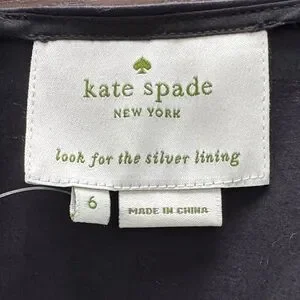 kate spade
NEW YORK
look for the silver lining
6
MADE IN CHINA